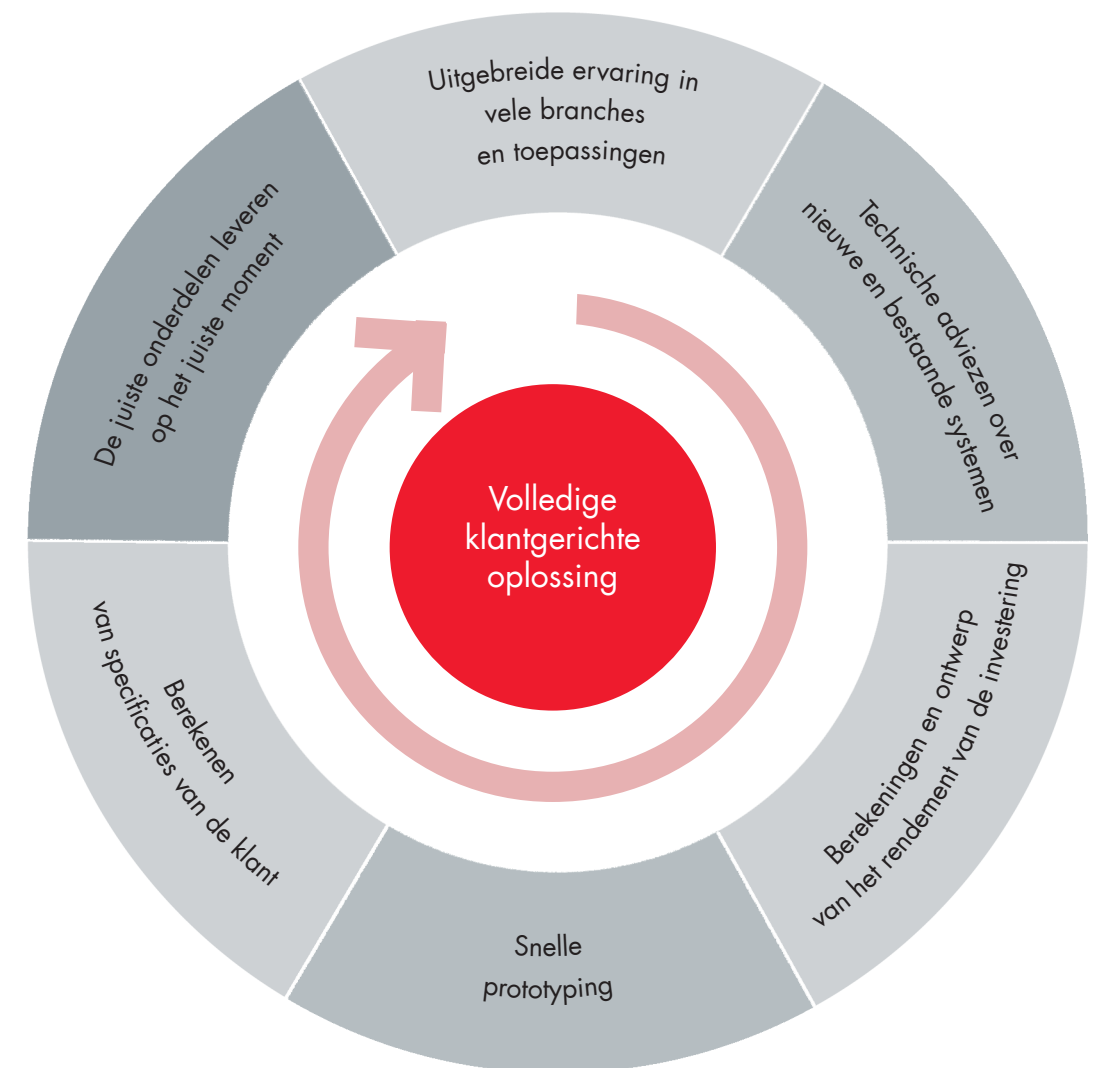 Uitgebreide ervaring in
vele branches
en toepassingen
Technische adviezen over
nieuwe en bestaande systemen
Berekeningen en ontwerp
van het rendement van de investering
Snelle
prototyping
Berekenen
van specificaties van de klant
De juiste onderdelen leveren
op het juiste moment
Volledige
klantgerichte
oplossing